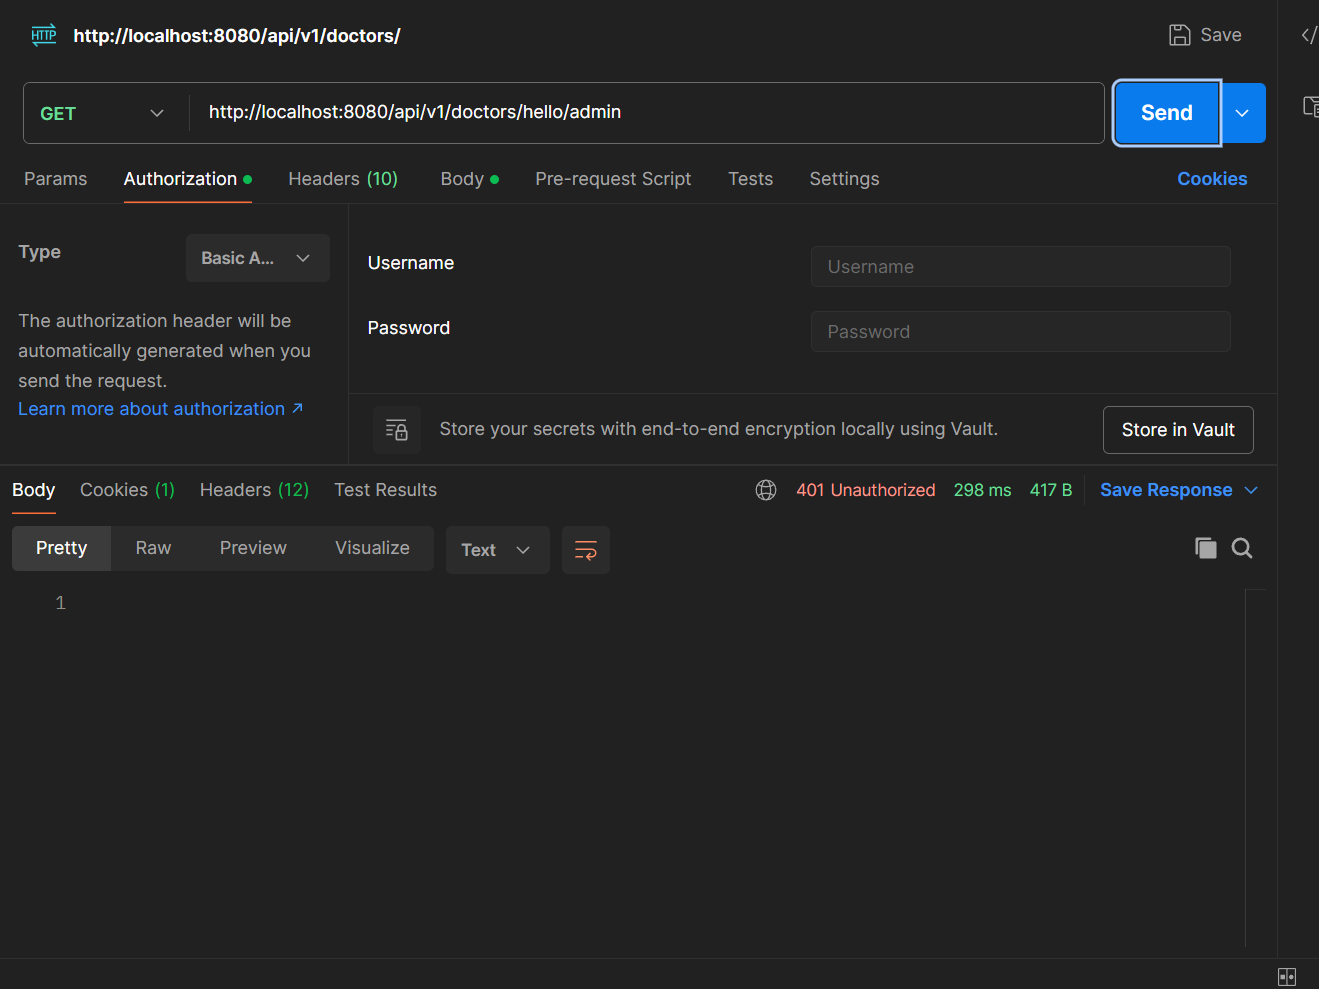 HTTP http://localhost:8080/api/v1/doctors/ Save
GET http://localhost:8080/api/v1/doctors/hello/admin Send
Params Authorization Headers (10) Body Pre-request Script Tests Settings Cookies
Type Basic A...
The authorization header will be
automatically generated when you
send the request.
Learn more about authorization ↗
Username Username
Password Password
Store your secrets with end-to-end encryption locally using Vault. Store in Vault
Body Cookies (1) Headers (12) Test Results 401 Unauthorized 298 ms 417 B Save Response
Pretty Raw Preview Visualize Text
1